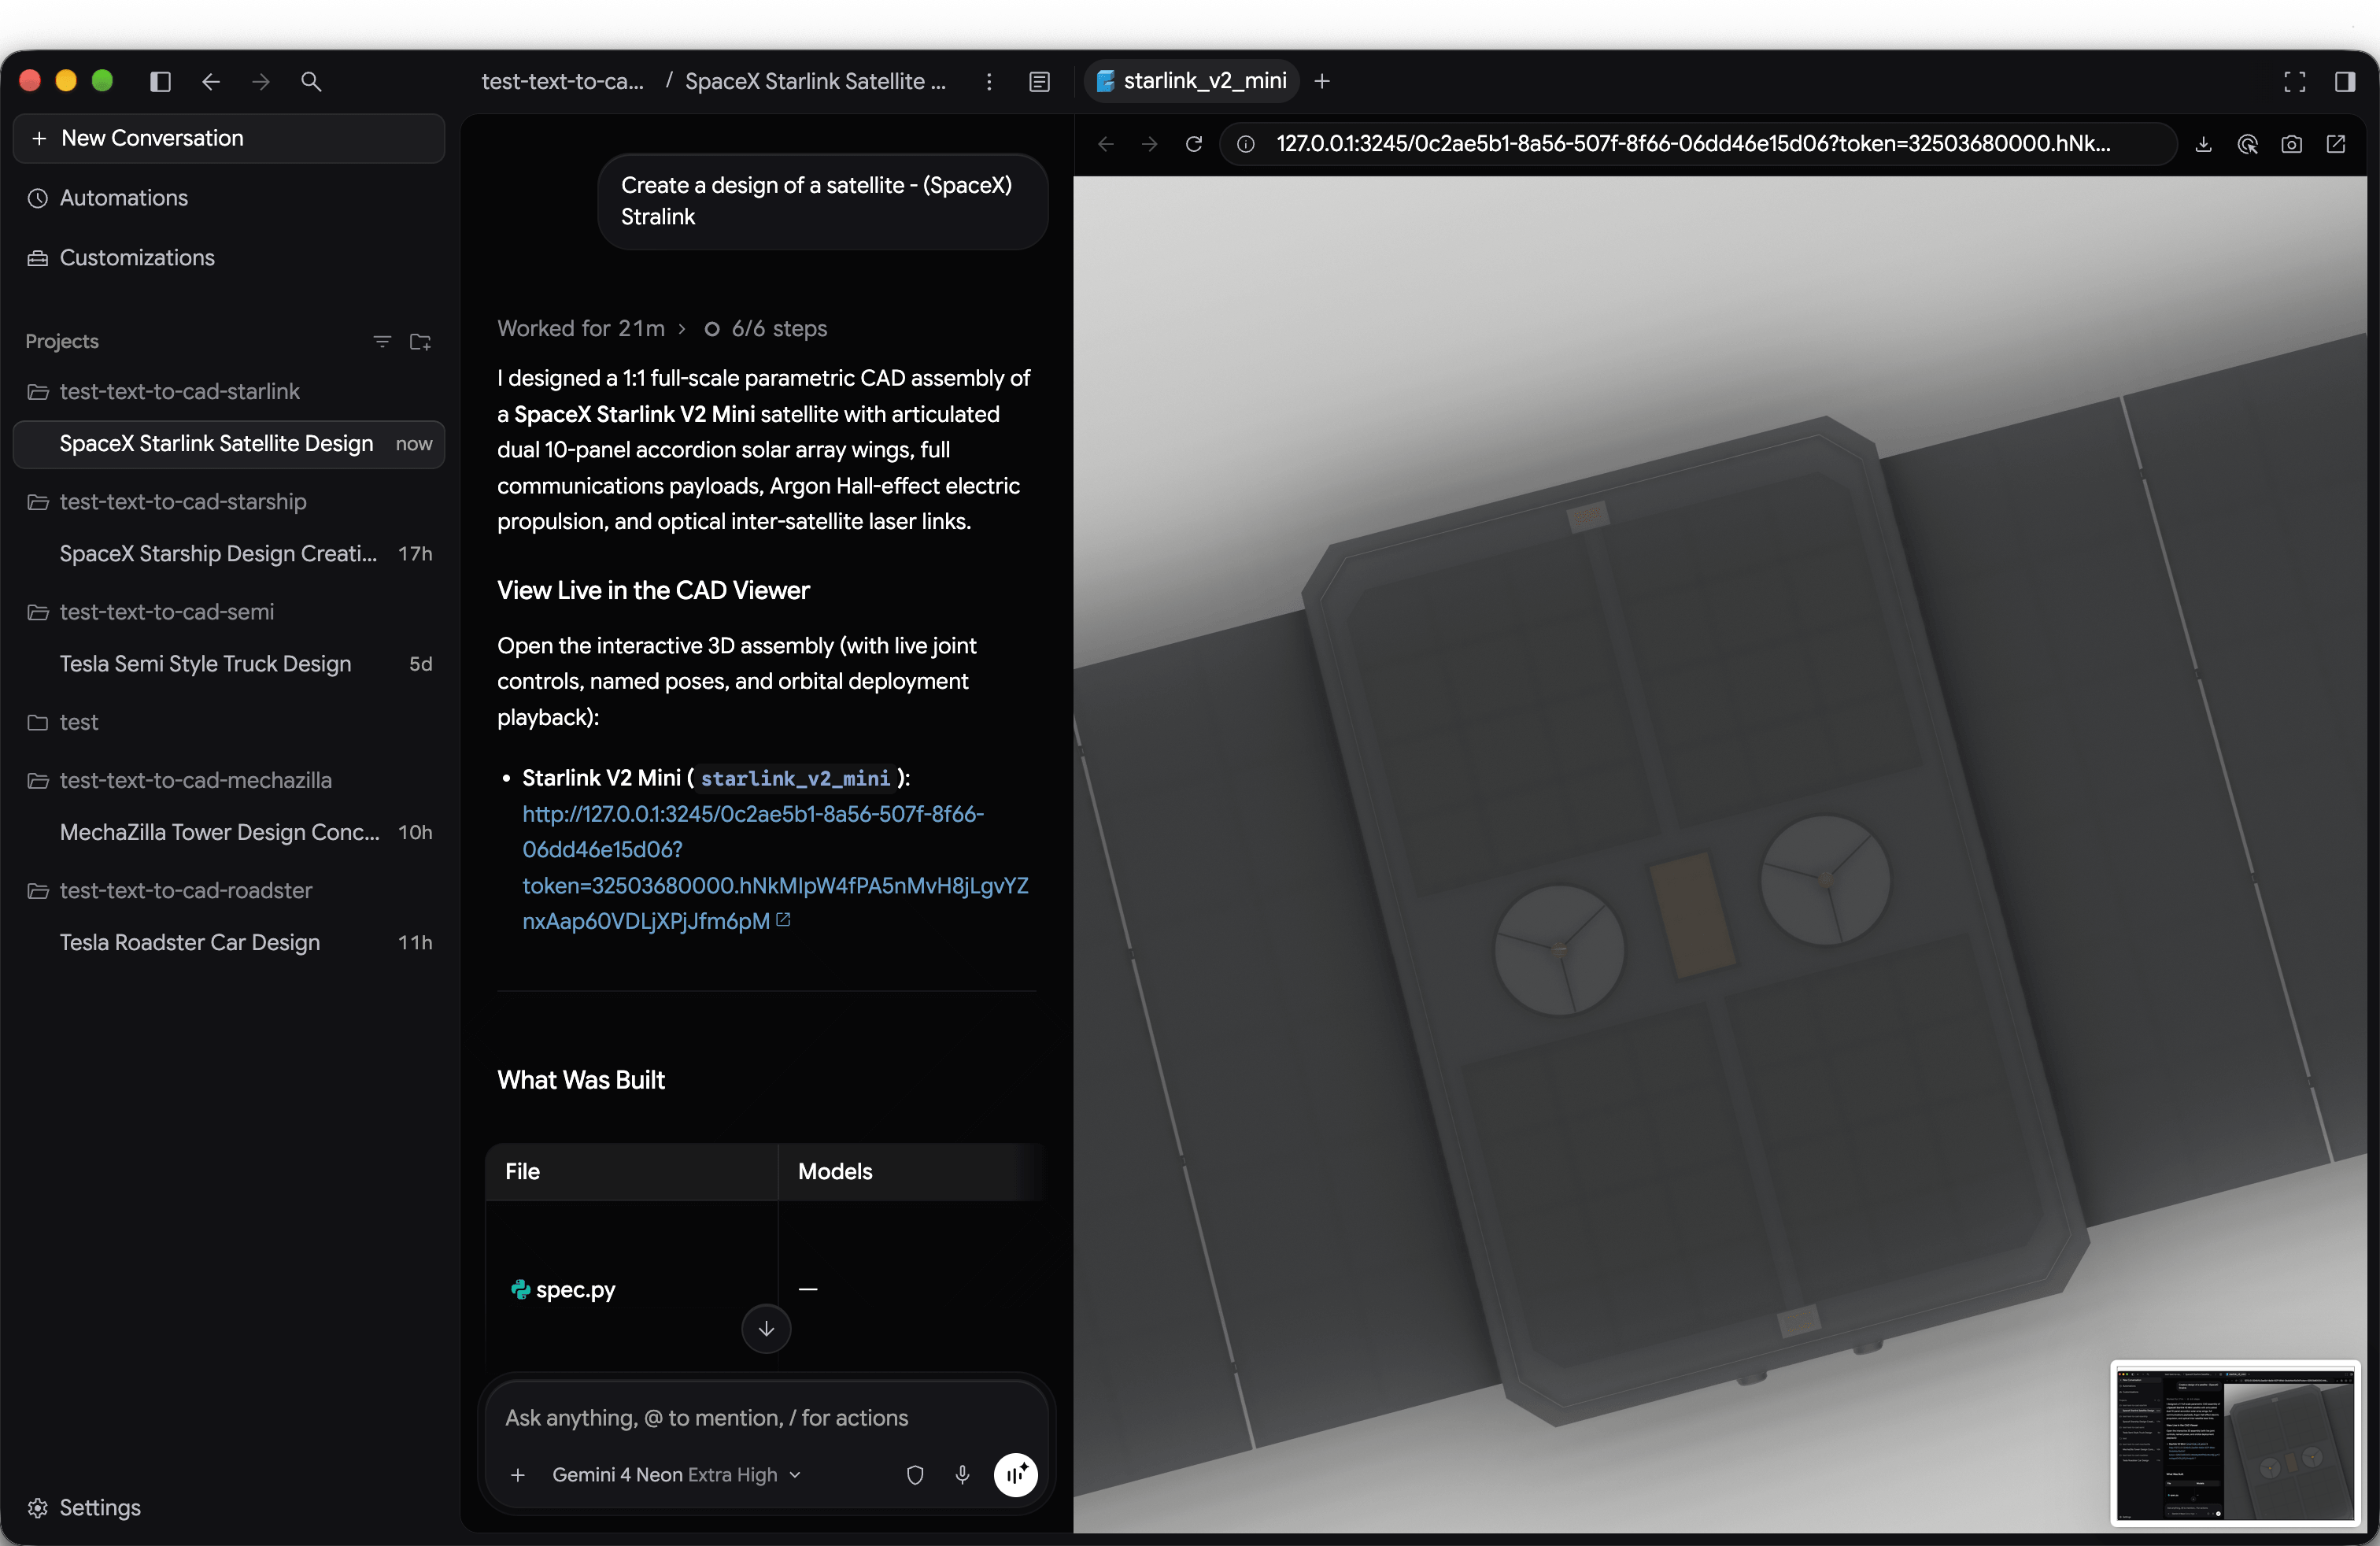 test-text-to-ca... / SpaceX Starlink Satellite ...
starlink_v2_mini
127.0.0.1:3245/0c2ae5b1-8a56-507f-8f66-06dd46e15d06?token=32503680000.hNk...
New Conversation
Automations
Customizations
Projects
test-text-to-cad-starlink
SpaceX Starlink Satellite Design now
test-text-to-cad-starship
SpaceX Starship Design Creati... 17h
test-text-to-cad-semi
Tesla Semi Style Truck Design 5d
test
test-text-to-cad-mechazilla
MechaZilla Tower Design Conc... 10h
test-text-to-cad-roadster
Tesla Roadster Car Design 11h
Settings
Create a design of a satellite - (SpaceX)
Stralink
Worked for 21m > 6/6 steps
I designed a 1:1 full-scale parametric CAD assembly of
a SpaceX Starlink V2 Mini satellite with articulated
dual 10-panel accordion solar array wings, full
communications payloads, Argon Hall-effect electric
propulsion, and optical inter-satellite laser links.
View Live in the CAD Viewer
Open the interactive 3D assembly (with live joint
controls, named poses, and orbital deployment
playback):
• Starlink V2 Mini ( starlink_v2_mini ):
http://127.0.0.1:3245/0c2ae5b1-8a56-507f-8f66-
06dd46e15d06?
token=32503680000.hNkMIpW4fPA5nMvH8jLgvYZ
nxAap60VDLjXPjJfm6pM
What Was Built
File Models
spec.py —
Ask anything, @ to mention, / for actions
Gemini 4 Neon Extra High